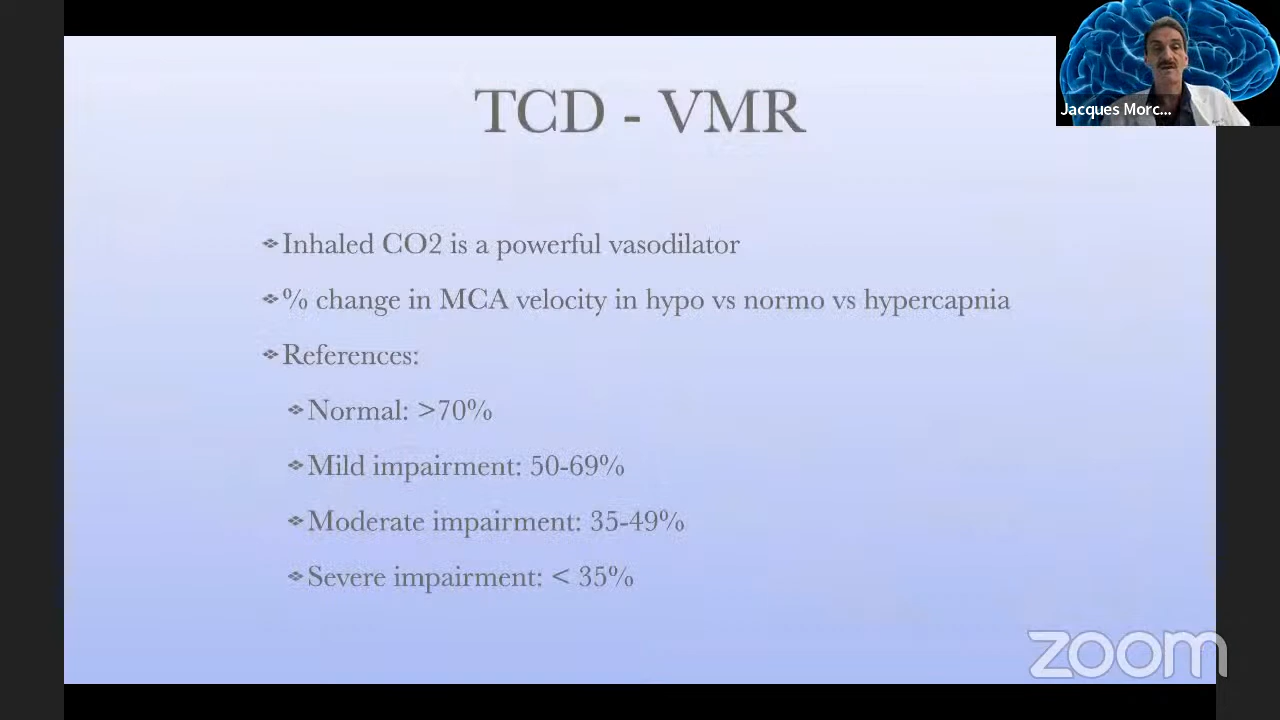 TCD - VMR
Jacques Morc...
Inhaled CO2 is a powerful vasodilator
% change in MCA velocity in hypo vs normo vs hypercapnia
References:
Normal: >70%
Mild impairment: 50-69%
Moderate impairment: 35-49%
Severe impairment: < 35%
zoom